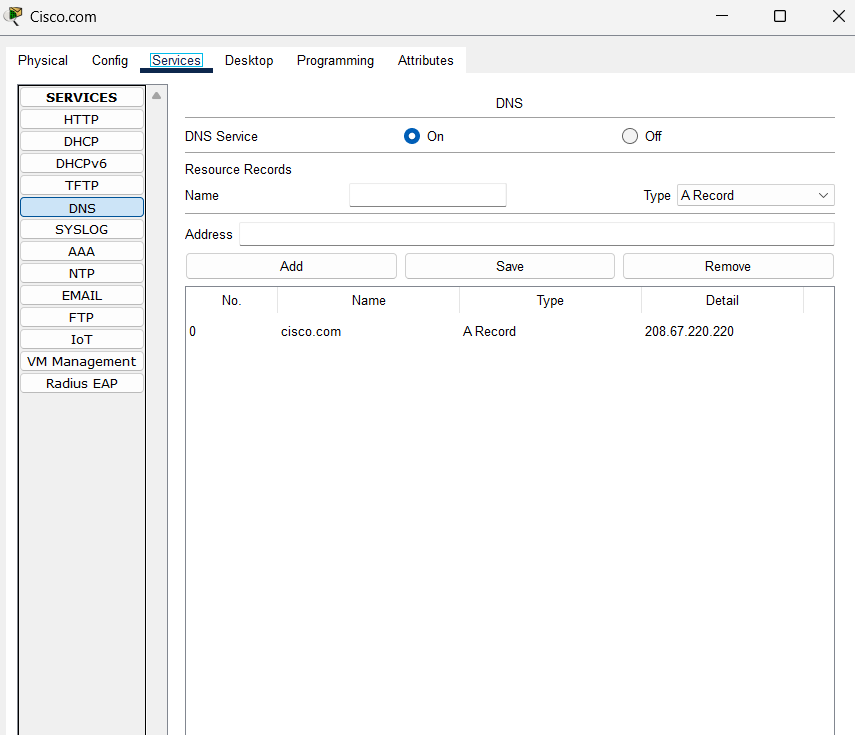 Cisco.com
Physical Config Services Desktop Programming Attributes
SERVICES
HTTP
DHCP
DHCPv6
TFTP
DNS
SYSLOG
AAA
NTP
EMAIL
FTP
IoT
VM Management
Radius EAP
DNS
DNS Service On Off
Resource Records
Name Type A Record
Address
Add Save Remove
No. Name Type Detail
0 cisco.com A Record 208.67.220.220